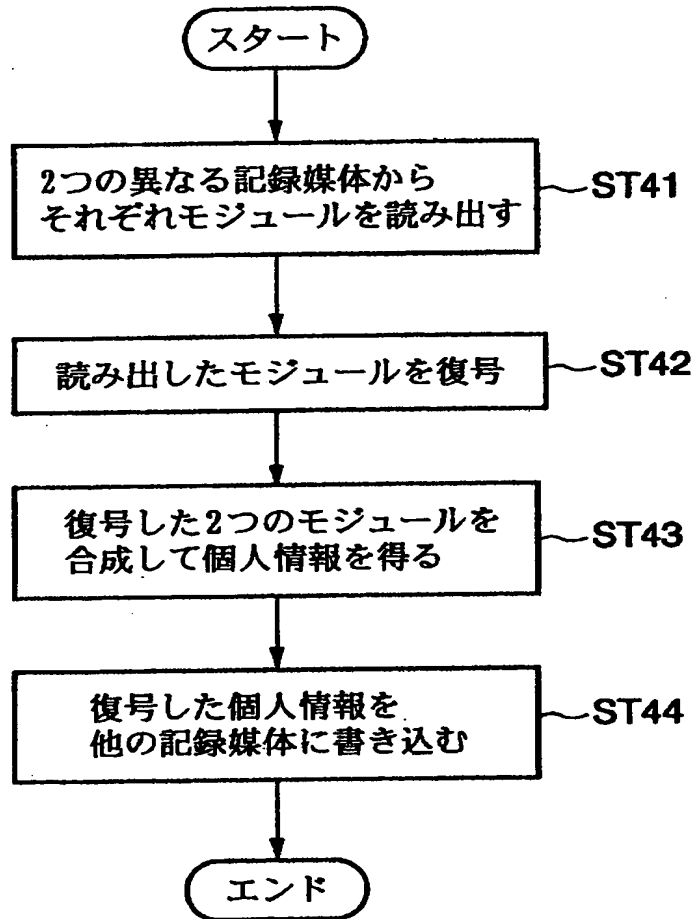 スタート
2つの異なる記録媒体から
それぞれモジュールを読み出す
ST41
読み出したモジュールを復号
ST42
復号した2つのモジュールを
合成して個人情報を得る
ST43
復号した個人情報を
他の記録媒体に書き込む
ST44
エンド